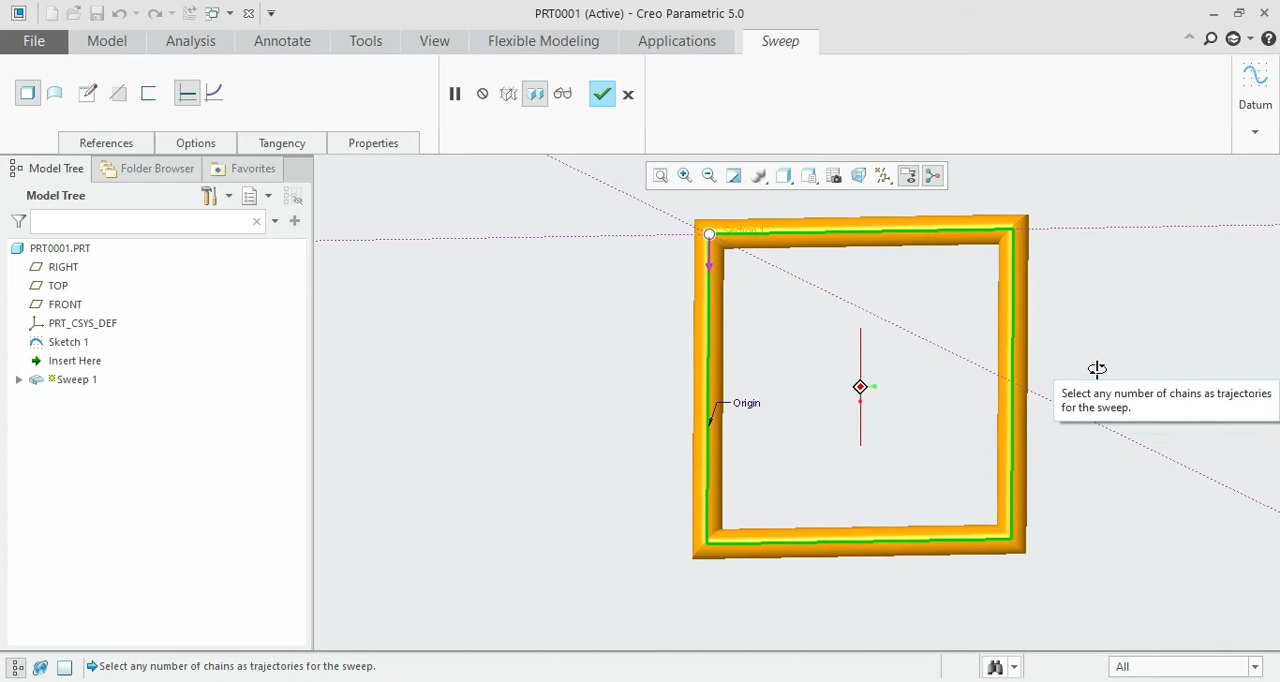 PRT0001 (Active) - Creo Parametric 5.0
File Model Analysis Annotate Tools View Flexible Modeling Applications Sweep
Datum
References Options Tangency Properties
Model Tree Folder Browser Favorites
Model Tree
PRT0001.PRT
RIGHT
TOP
FRONT
PRT_CSYS_DEF
Sketch 1
Insert Here
Sweep 1
Section 1
Origin
Select any number of chains as trajectories
for the sweep.
Select any number of chains as trajectories for the sweep.
All